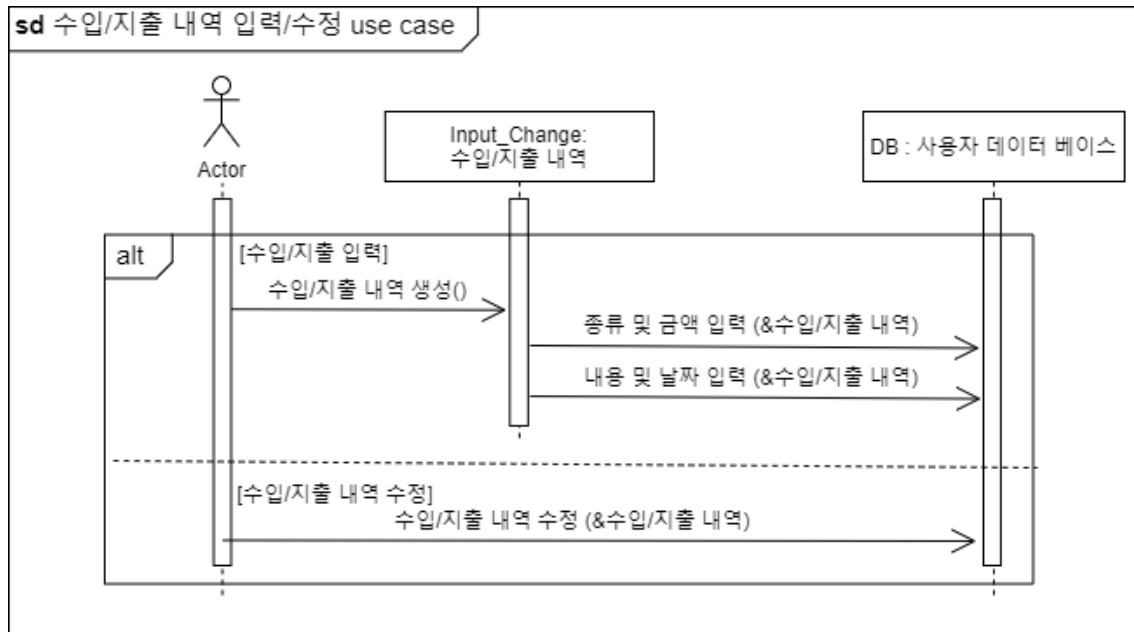 sd 수입/지출 내역 입력/수정 use case
Actor
Input_Change:
수입/지출 내역
DB : 사용자 데이터 베이스
alt
[수입/지출 입력]
수입/지출 내역 생성()
종류 및 금액 입력 (&수입/지출 내역)
내용 및 날짜 입력 (&수입/지출 내역)
[수입/지출 내역 수정]
수입/지출 내역 수정 (&수입/지출 내역)